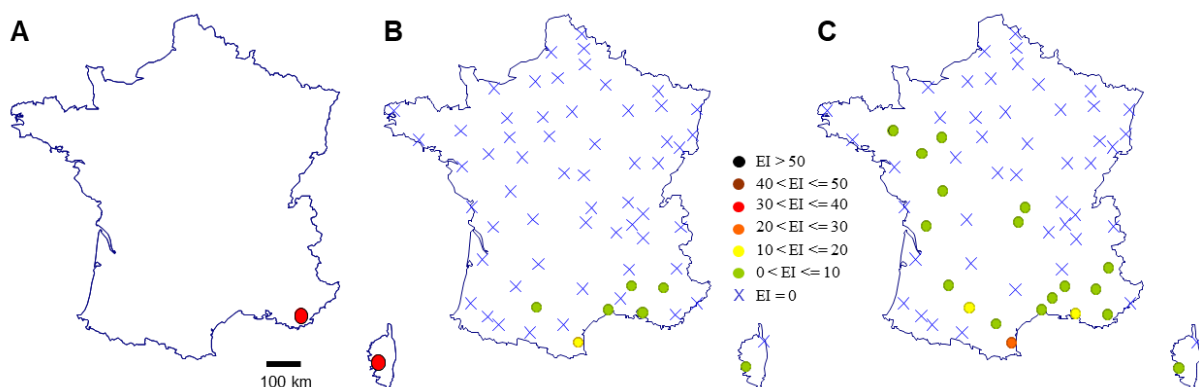 A
B
C
EI > 50
40 < EI <= 50
30 < EI <= 40
20 < EI <= 30
10 < EI <= 20
0 < EI <= 10
EI = 0
100 km